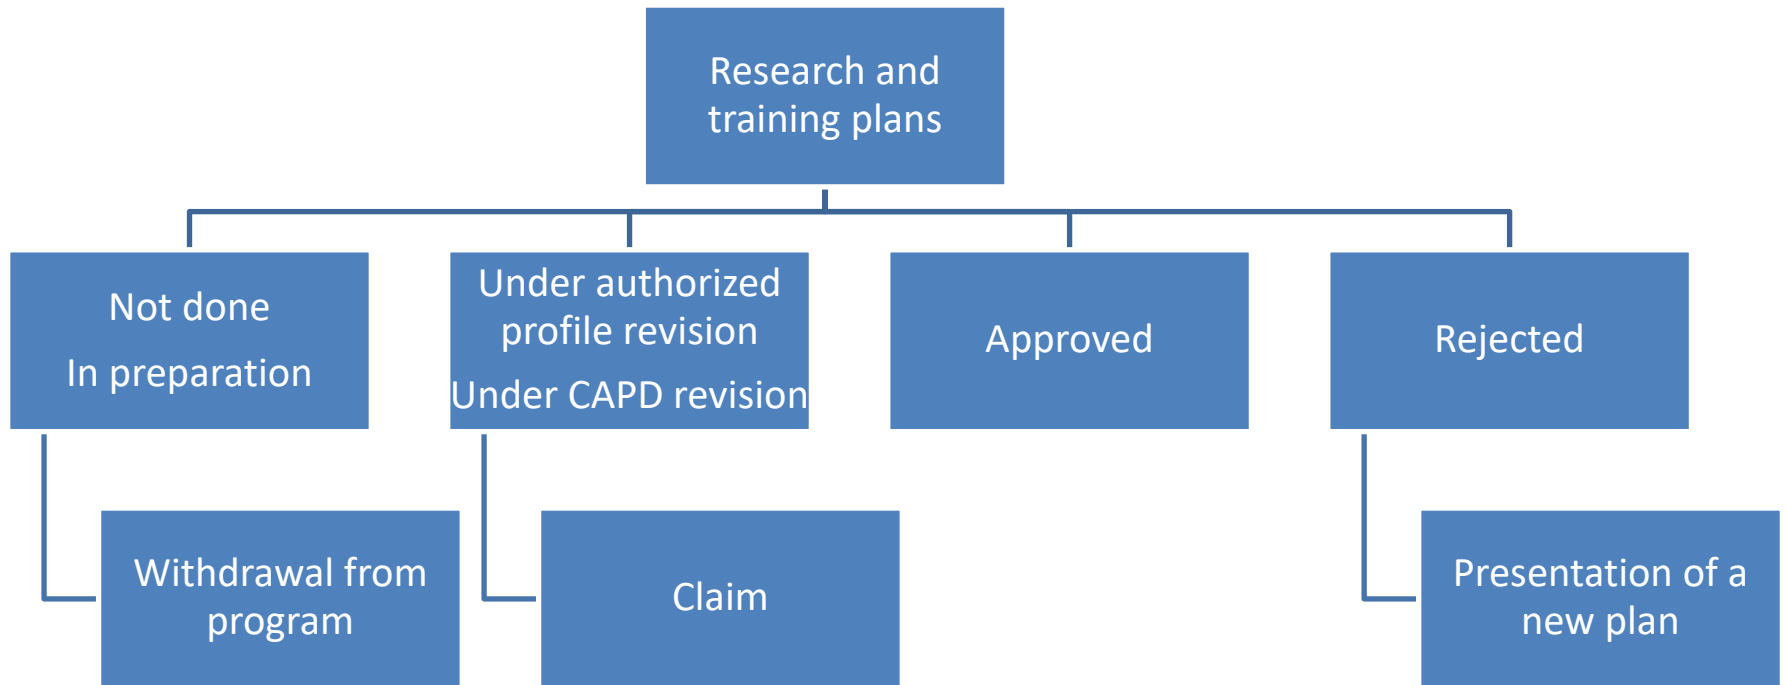 Research and
training plans
Not done
In preparation
Under authorized
profile revision
Under CAPD revision
Approved
Rejected
Withdrawal from
program
Claim
Presentation of a
new plan